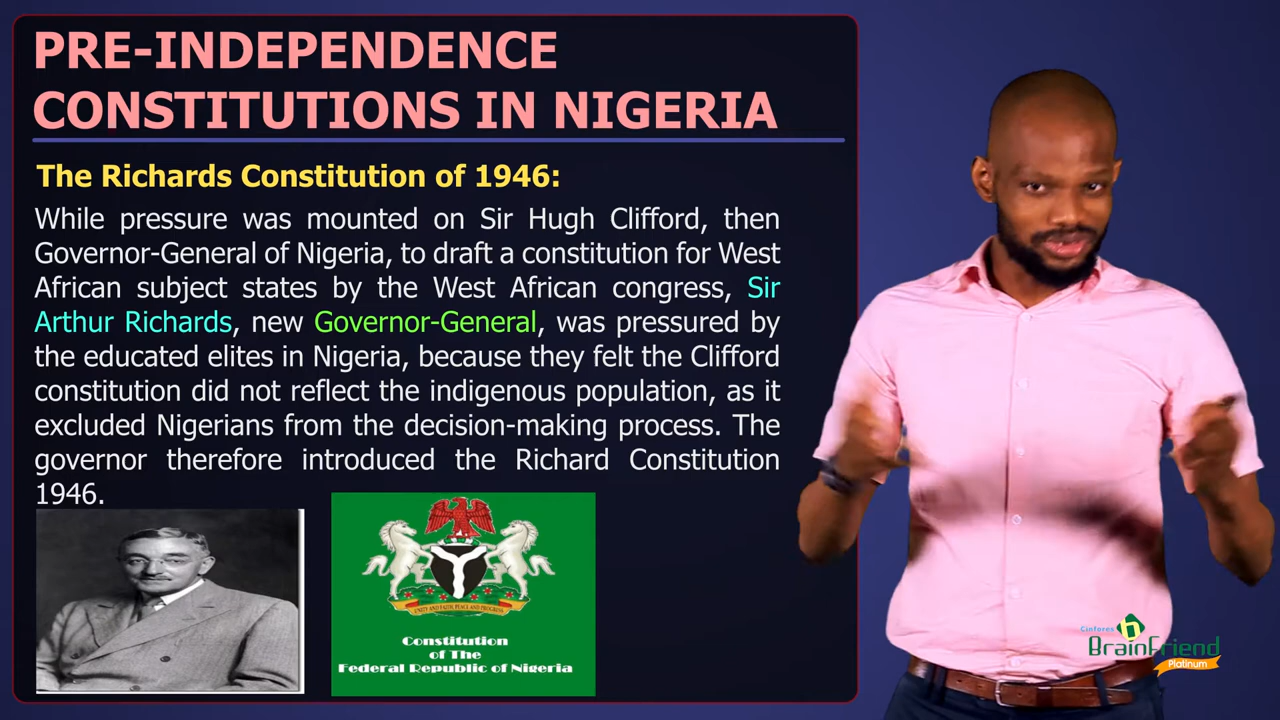 PRE-INDEPENDENCE
CONSTITUTIONS IN NIGERIA
The Richards Constitution of 1946:
While pressure was mounted on Sir Hugh Clifford, then
Governor-General of Nigeria, to draft a constitution for West
African subject states by the West African congress, Sir
Arthur Richards, new Governor-General, was pressured by
the educated elites in Nigeria, because they felt the Clifford
constitution did not reflect the indigenous population, as it
excluded Nigerians from the decision-making process. The
governor therefore introduced the Richard Constitution
1946.
UNITY AND FAITH, PEACE AND PROGRESS
Constitution
of The
Federal Republic of Nigeria
Cinfores
BrainFriend
Platinum